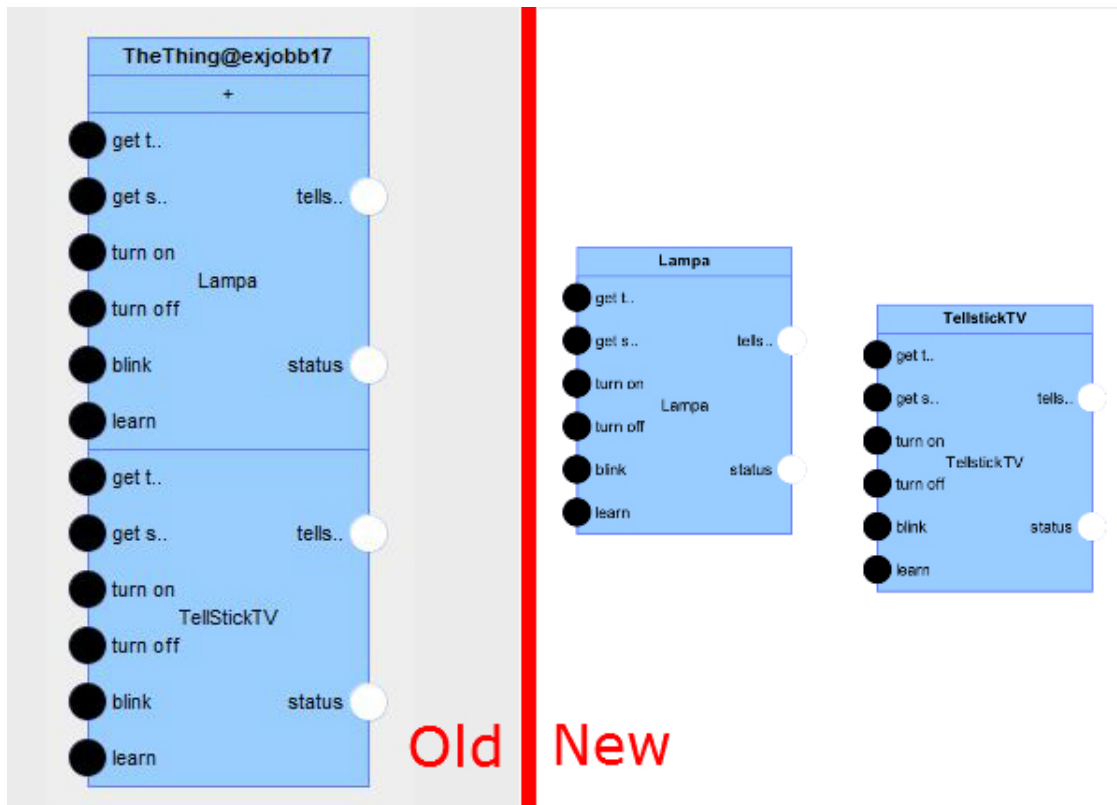 TheThing@exjobb17
+
get t..
get s.. tells..
turn on
Lampa
turn off
blink status
learn
get t..
get s.. tells..
turn on
TellStickTV
turn off
blink status
learn
Old
New
Lampa
get t..
get s.. tells..
turn on
Lampa
turn off
blink status
learn
TellstickTV
get t..
get s.. tells..
turn on
TellstickTV
turn off
blink status
learn